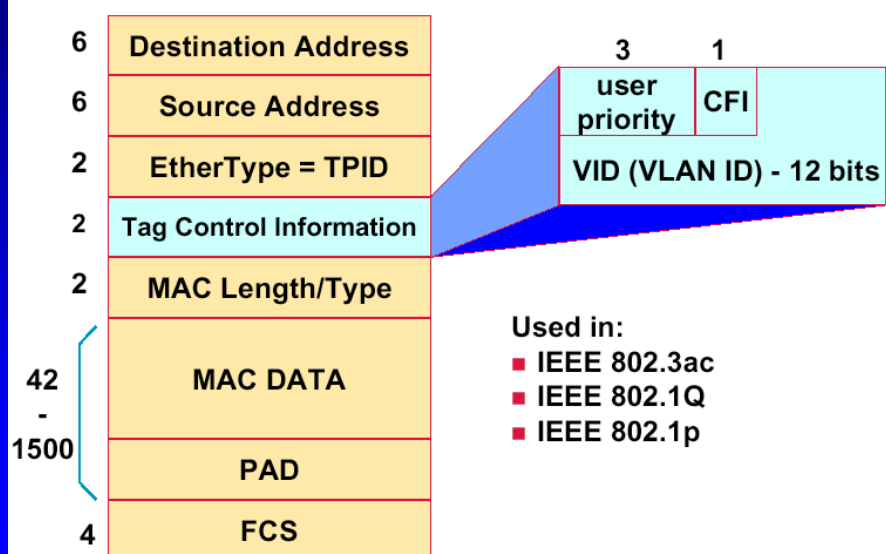 6 Destination Address
6 Source Address
2 EtherType = TPID
2 Tag Control Information
2 MAC Length/Type
42
-
1500
MAC DATA
PAD
4 FCS
3 1
user
priority
CFI
VID (VLAN ID) - 12 bits
Used in:
IEEE 802.3ac
IEEE 802.1Q
IEEE 802.1p